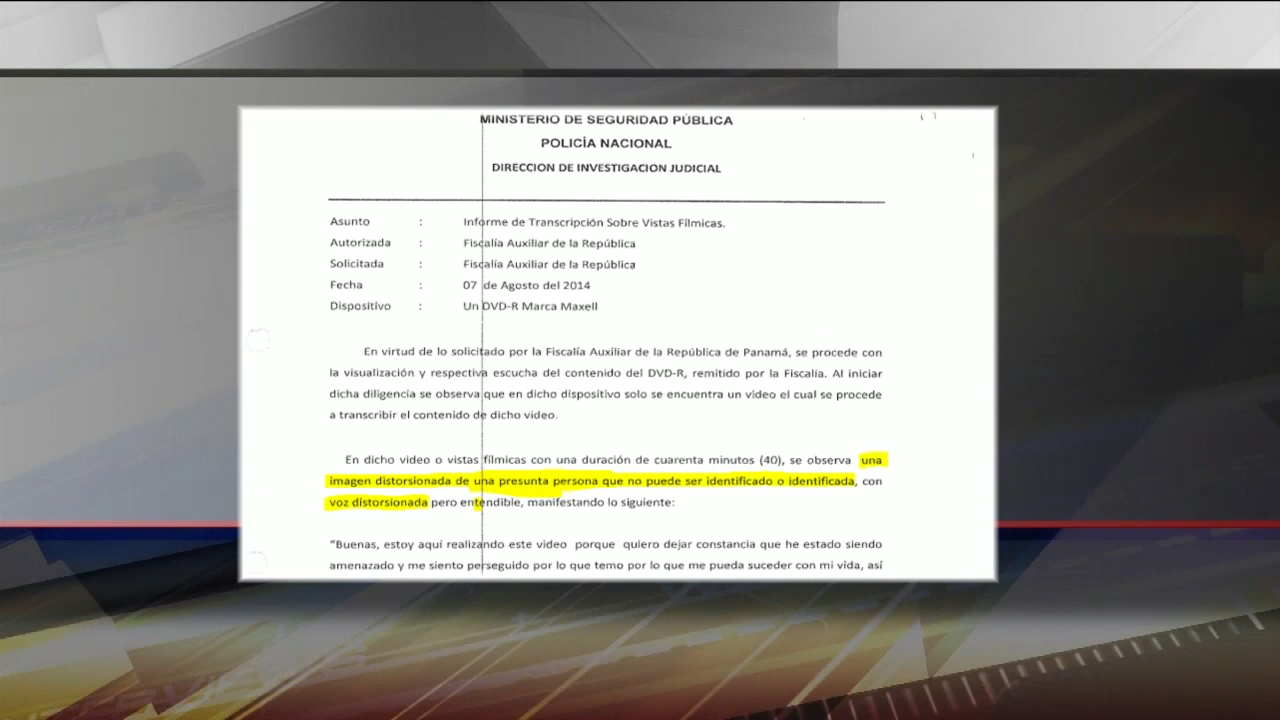 MINISTERIO DE SEGURIDAD PÚBLICA
POLICÍA NACIONAL
DIRECCION DE INVESTIGACION JUDICIAL
Asunto : Informe de Transcripción Sobre Vistas Fílmicas.
Autorizada : Fiscalía Auxiliar de la República
Solicitada : Fiscalía Auxiliar de la República
Fecha : 07 de Agosto del 2014
Dispositivo : Un DVD-R Marca Maxell
En virtud de lo solicitado por la Fiscalía Auxiliar de la República de Panamá, se procede con
la visualización y respectiva escucha del contenido del DVD-R, remitido por la Fiscalía. Al iniciar
dicha diligencia se observa que en dicho dispositivo solo se encuentra un video el cual se procede
a transcribir el contenido de dicho video.
En dicho video o vistas fílmicas con una duración de cuarenta minutos (40), se observa una
imagen distorsionada de una presunta persona que no puede ser identificado o identificada, con
voz distorsionada pero entendible, manifestando lo siguiente:
“Buenas, estoy aquí realizando este video porque quiero dejar constancia que he estado siendo
amenazado y me siento perseguido por lo que temo por lo que me pueda suceder con mi vida, así